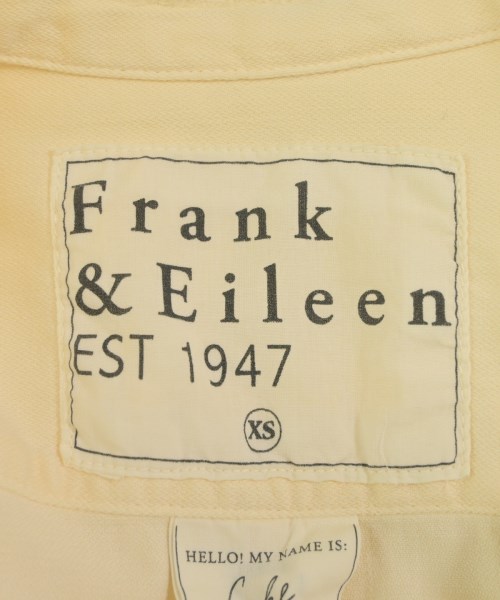 Frank
& Eileen
EST 1947
XS
HELLO! MY NAME IS: